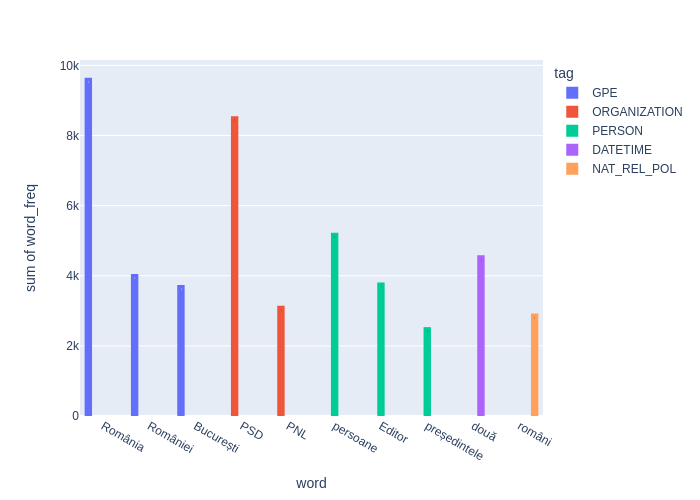 tag
GPE
ORGANIZATION
PERSON
DATETIME
NAT_REL_POL
10k
8k
6k
4k
2k
0
sum of word_freq
România
României
București
PSD
PNL
persoane
Editor
președintele
două
români
word